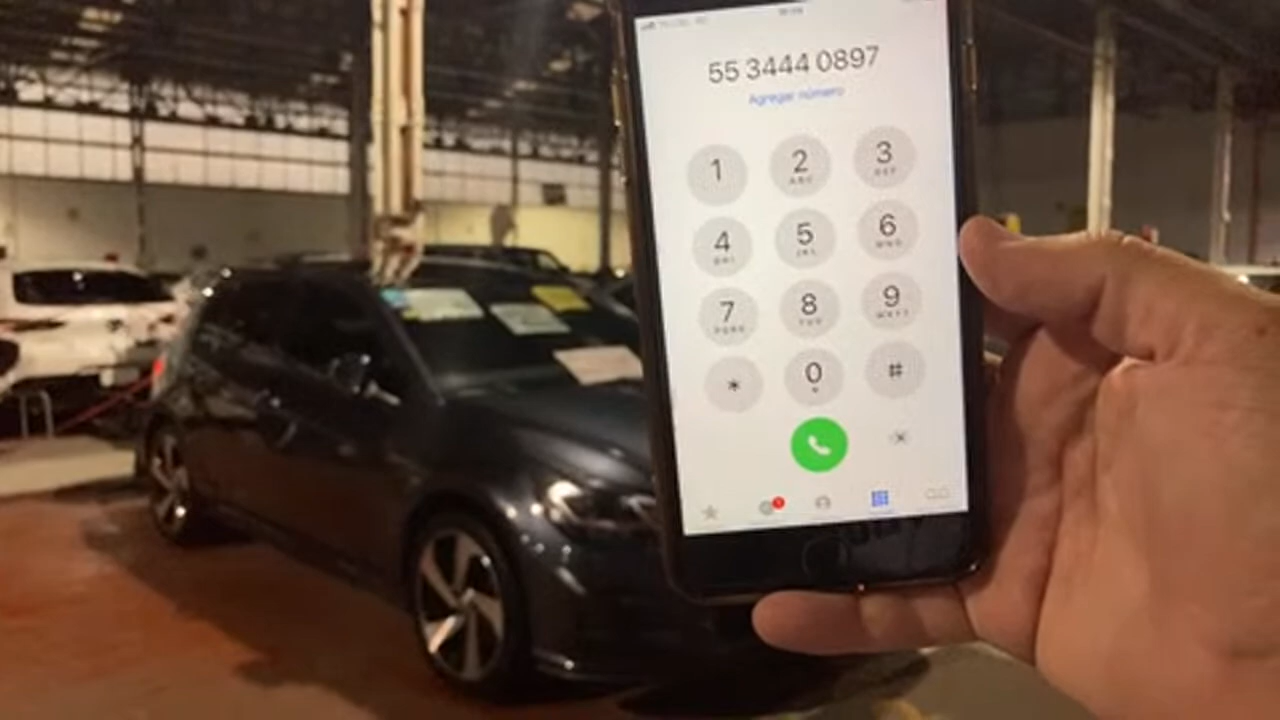 55 3444 0897
Agregar número
1
2
ABC
3
DEF
4
GHI
5
JKL
6
MNO
7
PQRS
8
TUV
9
WXYZ
*
0
+
#